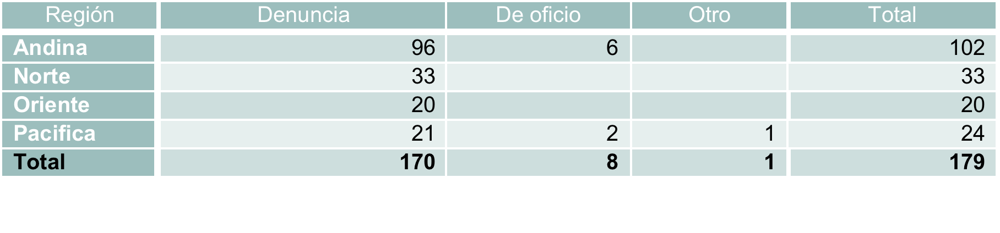 Región Denuncia De oficio Otro Total
Andina 96 6 102
Norte 33 33
Oriente 20 20
Pacifica 21 2 1 24
Total 170 8 1 179